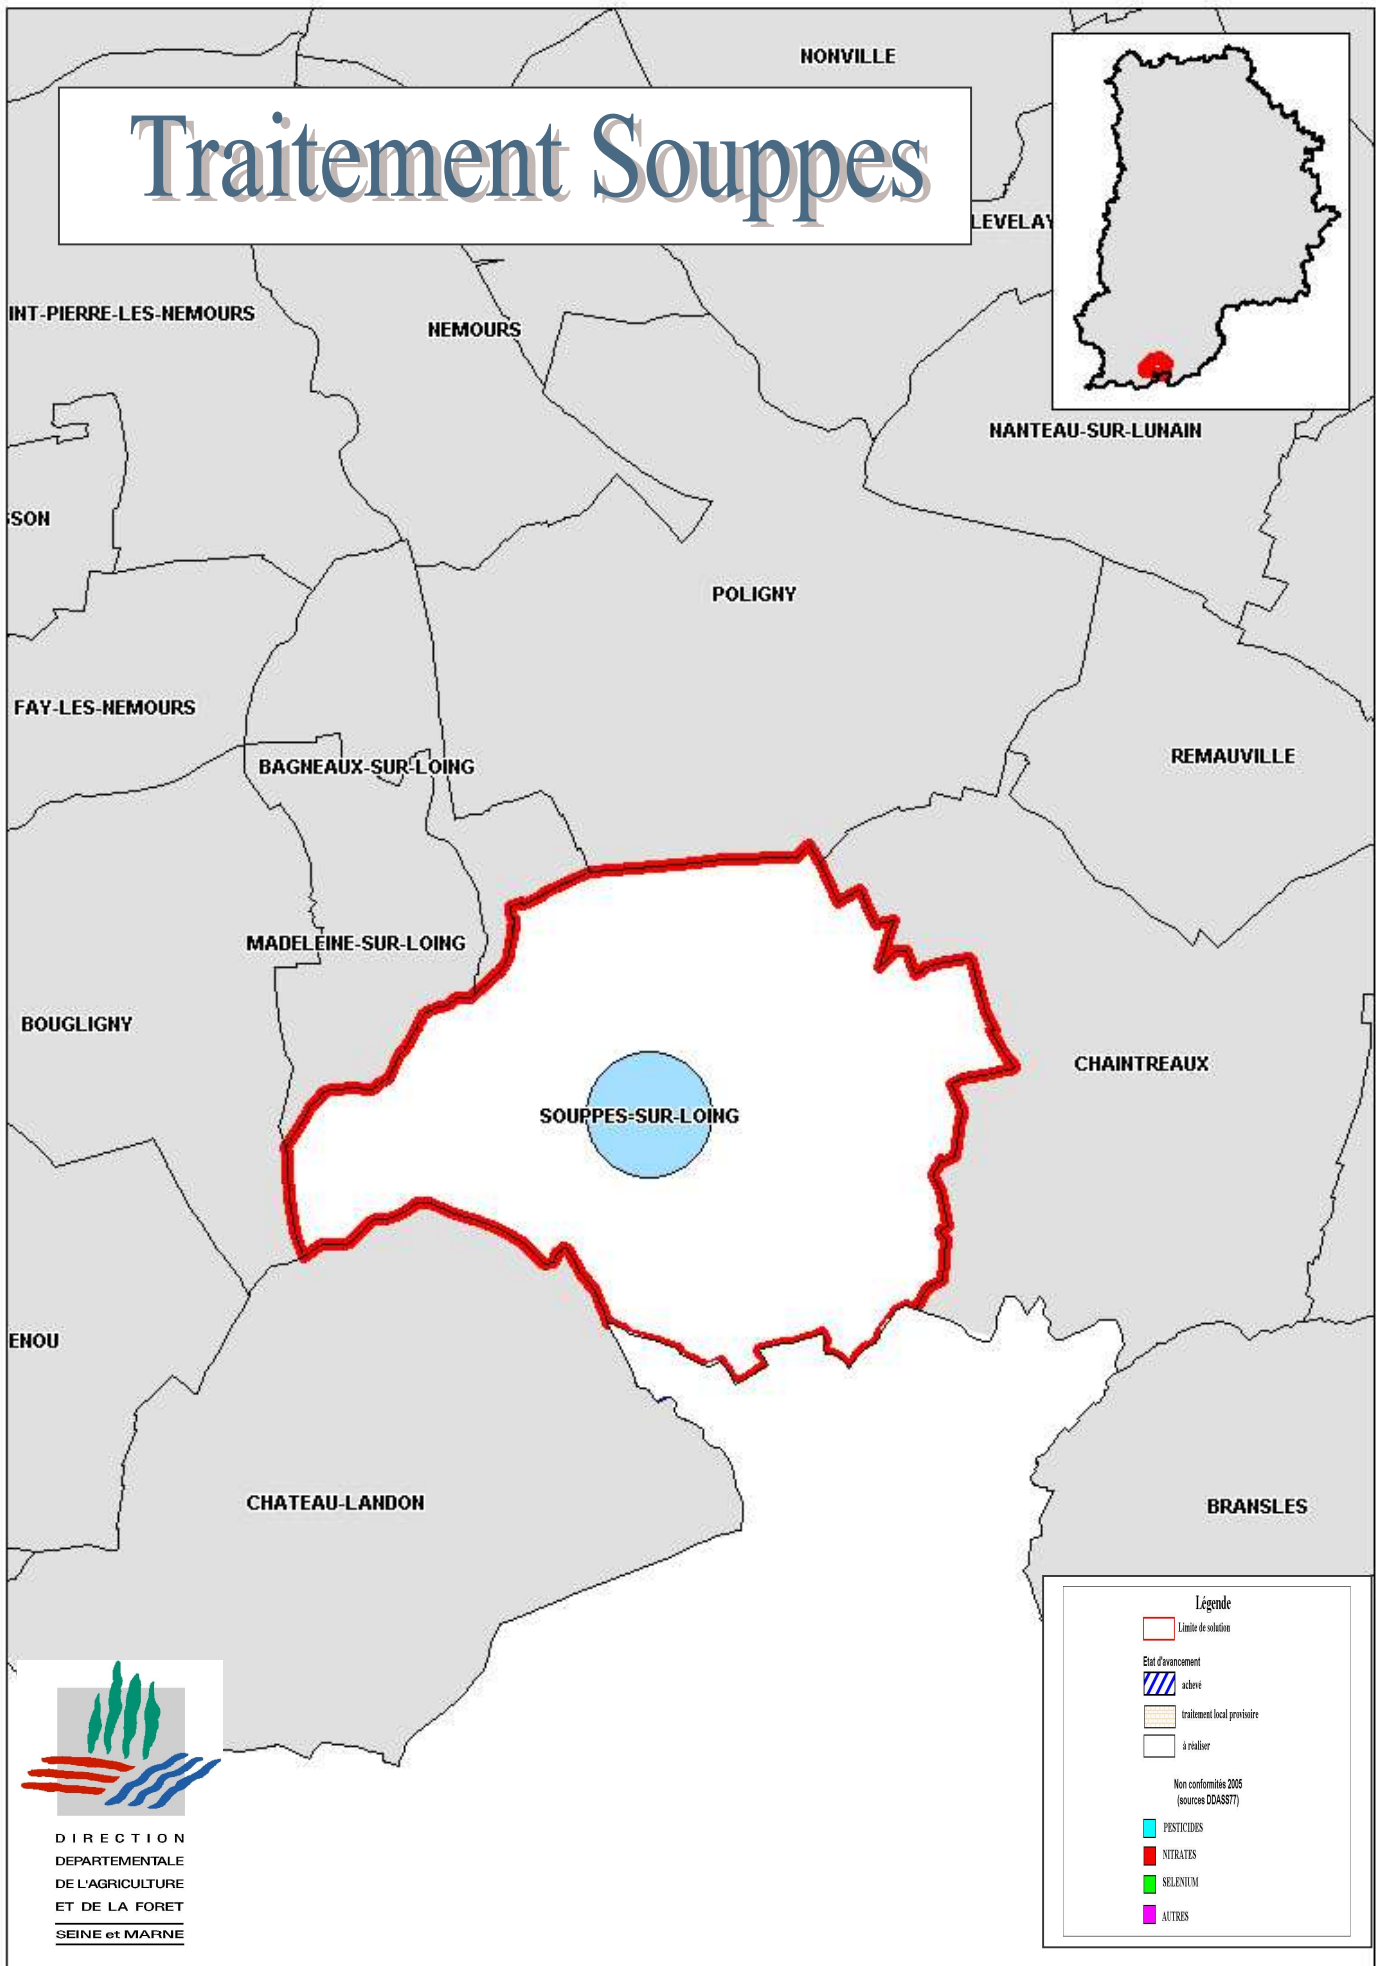 NONVILLE
Traitement Souppes
LEVELAY
INT-PIERRE-LES-NEMOURS
NEMOURS
NANTEAU-SUR-LUNAIN
SON
POLIGNY
FAY-LES-NEMOURS
BAGNEAUX-SUR-LOING
REMAUVILLE
MADELEINE-SUR-LOING
BOUGLIGNY
CHAINTREAUX
SOUPPES-SUR-LOING
ENOU
CHATEAU-LANDON
BRANSLES
Légende
Limite de solution
Etat d'avancement
achevé
traitement local provisoire
à réaliser
Non conformités 2005
(sources DDASS77)
PESTICIDES
NITRATES
SELENIUM
AUTRES
DIRECTION
DEPARTEMENTALE
DE L'AGRICULTURE
ET DE LA FORET
SEINE et MARNE